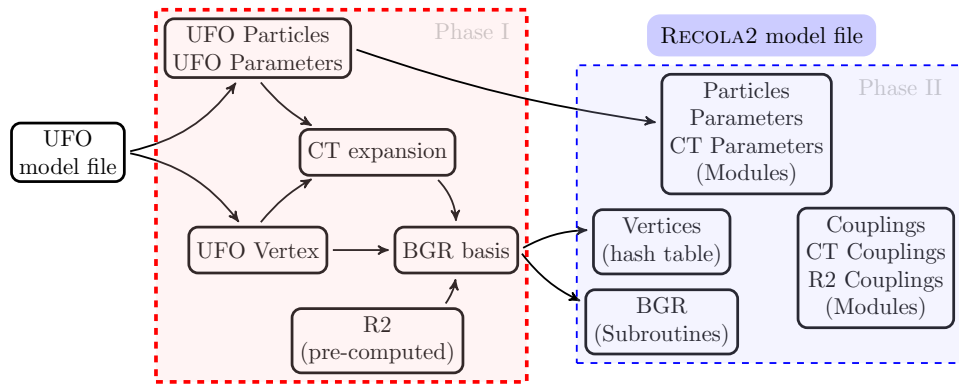 UFO
model file
Phase I
UFO Particles
UFO Parameters
CT expansion
UFO Vertex
BGR basis
R2
(pre-computed)
RECOLA2 model file
Phase II
Particles
Parameters
CT Parameters
(Modules)
Vertices
(hash table)
BGR
(Subroutines)
Couplings
CT Couplings
R2 Couplings
(Modules)